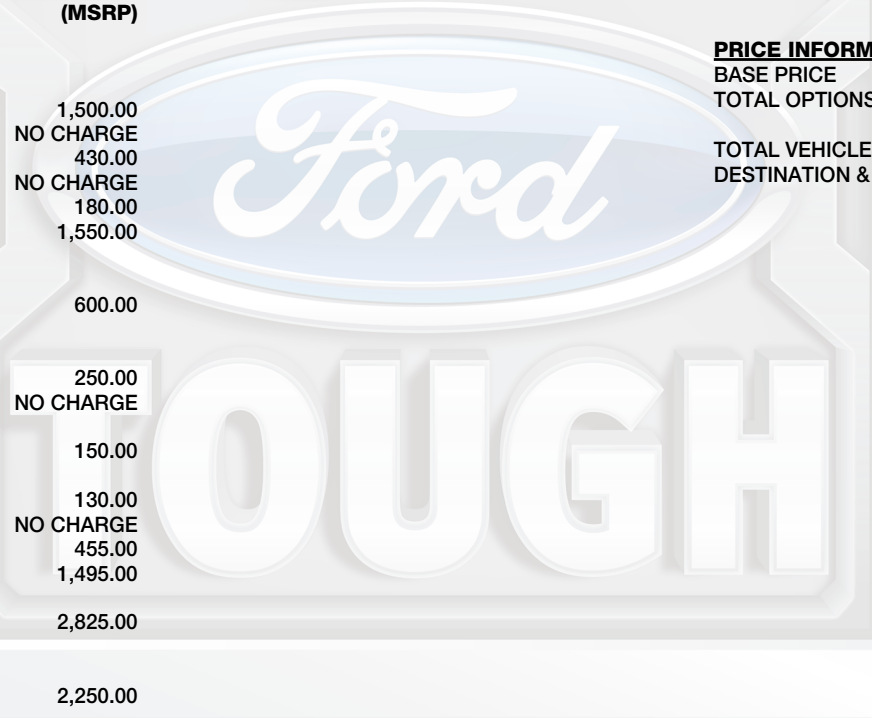 (MSRP)
1,500.00
NO CHARGE
430.00
NO CHARGE
180.00
1,550.00
600.00
250.00
NO CHARGE
150.00
130.00
NO CHARGE
455.00
1,495.00
2,825.00
2,250.00
PRICE INFORM
BASE PRICE
TOTAL OPTIONS
TOTAL VEHICLE
DESTINATION &
Ford
TOUGH